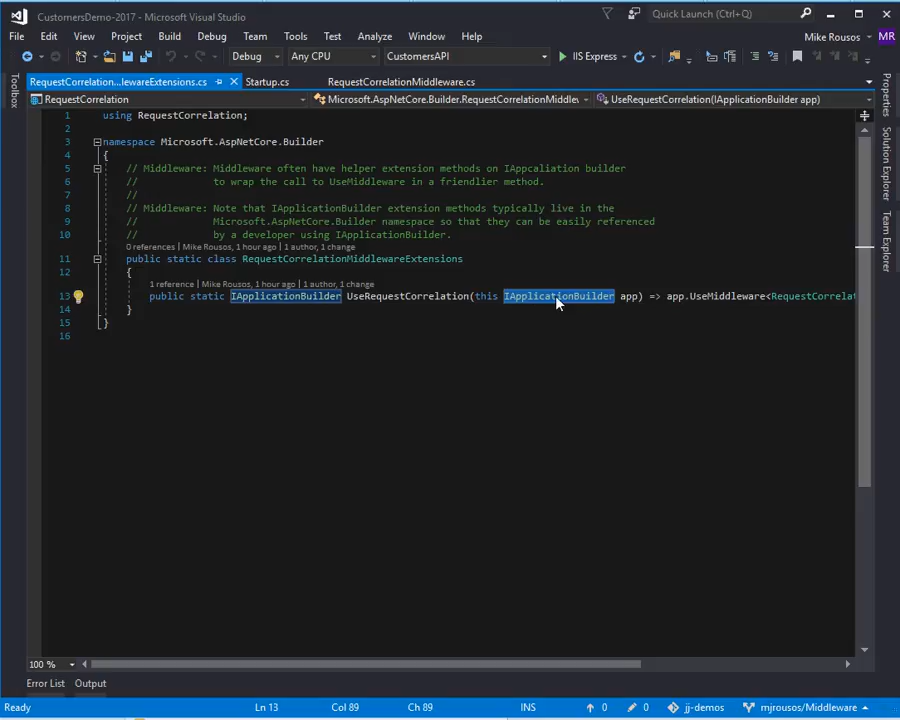 CustomersDemo-2017 - Microsoft Visual Studio
Quick Launch (Ctrl+Q)
File Edit View Project Build Debug Team Tools Test Analyze Window Help
Mike Rousos MR
Debug Any CPU CustomersAPI IIS Express
RequestCorrelation...lewareExtensions.cs Startup.cs RequestCorrelationMiddleware.cs
RequestCorrelation Microsoft.AspNetCore.Builder.RequestCorrelationMiddlev UseRequestCorrelation(IApplicationBuilder app)
Toolbox
Properties
Solution Explorer
Team Explorer
1 using RequestCorrelation;
2
3 namespace Microsoft.AspNetCore.Builder
4 {
5 // Middleware: Middleware often have helper extension methods on IAppcaliation builder
6 // to wrap the call to UseMiddleware in a friendlier method.
7 //
8 // Middleware: Note that IApplicationBuilder extension methods typically live in the
9 // Microsoft.AspNetCore.Builder namespace so that they can be easily referenced
10 // by a developer using IApplicationBuilder.
0 references | Mike Rousos, 1 hour ago | 1 author, 1 change
11 public static class RequestCorrelationMiddlewareExtensions
12 {
1 reference | Mike Rousos, 1 hour ago | 1 author, 1 change
13 public static IApplicationBuilder UseRequestCorrelation(this IApplicationBuilder app) => app.UseMiddleware<RequestCorrelat
14 }
15 }
16
100 %
Error List Output
Ready Ln 13 Col 89 Ch 89 INS 0 0 jj-demos mjrousos/Middleware